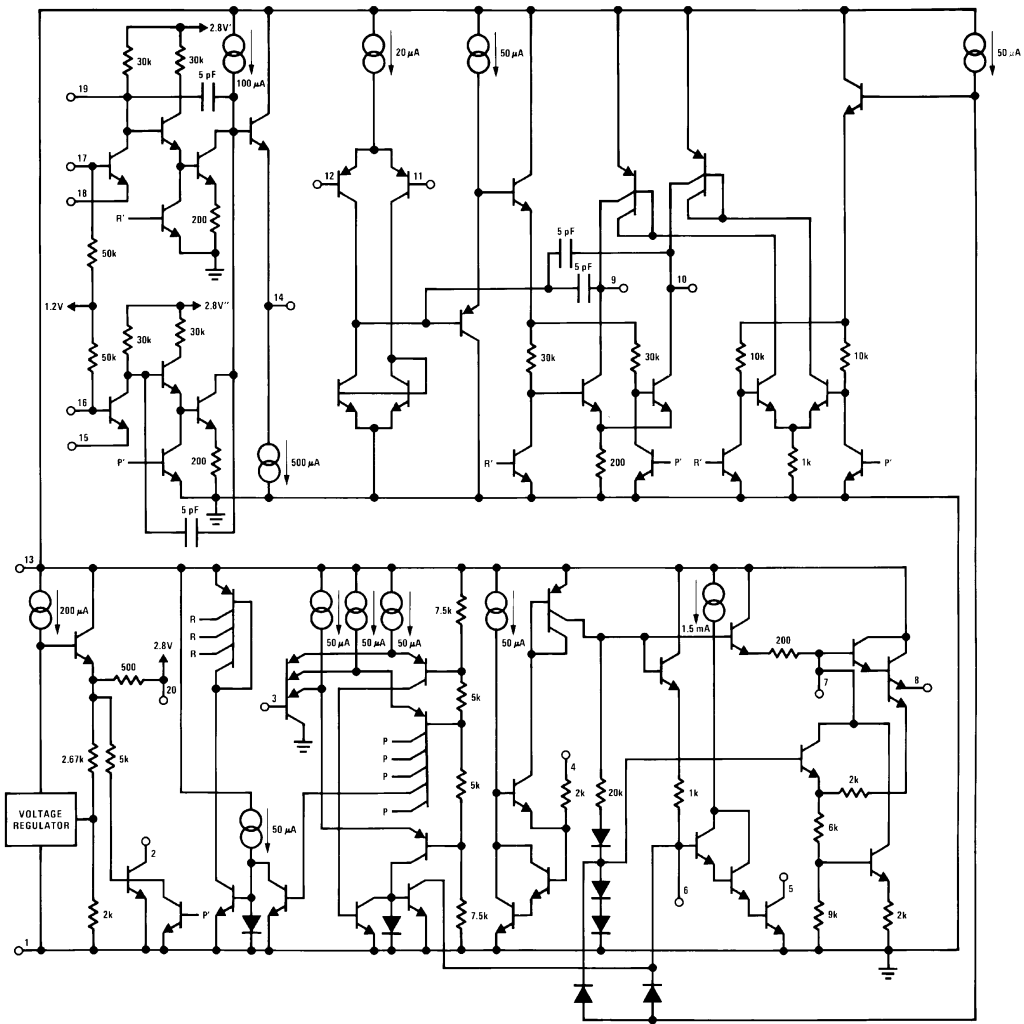 2.8V'
30k
30k
5 pF
100 µA
20 µA
50 µA
50 µA
19
17
18
12
11
R'
200
50k
5 pF
5 pF
9
10
1.2V
14
2.8V''
30k
30k
30k
30k
10k
10k
50k
16
15
P'
200
500 µA
R'
200
P'
R'
1k
P'
5 pF
13
200 µA
R
R
R
50 µA
50 µA
50 µA
7.5k
50 µA
1.5 mA
200
2.8V
500
20
3
5k
7
8
2.67k
5k
P
P
P
P
5k
4
2k
20k
1k
2k
6k
VOLTAGE
REGULATOR
50 µA
2
6
5
2k
P'
7.5k
9k
2k
1